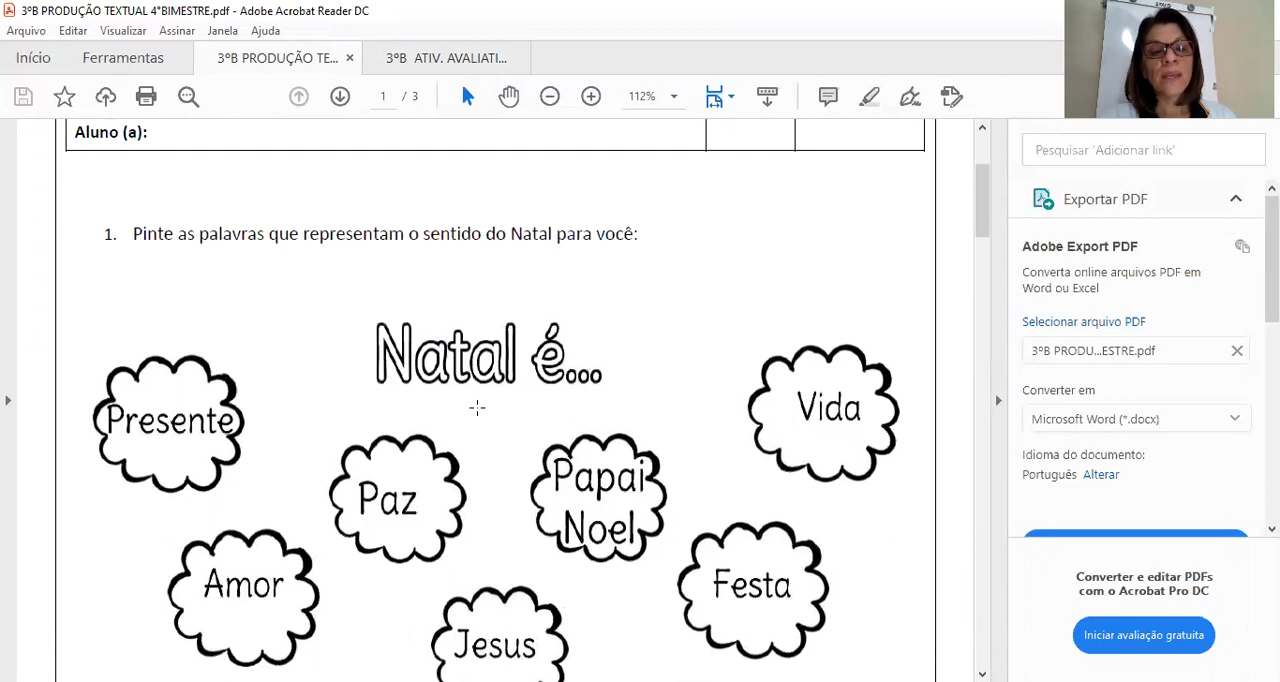 3ºB PRODUÇÃO TEXTUAL 4°BIMESTRE.pdf - Adobe Acrobat Reader DC
Arquivo Editar Visualizar Assinar Janela Ajuda
Início Ferramentas 3ºB PRODUÇÃO TE... × 3ºB ATIV. AVALIATI...
1 / 3 112%
Aluno (a):
1. Pinte as palavras que representam o sentido do Natal para você:
Natal é...
Presente
Vida
Paz
Papai
Noel
Amor
Festa
Jesus
Pesquisar 'Adicionar link'
Exportar PDF
Adobe Export PDF
Converta online arquivos PDF em
Word ou Excel
Selecionar arquivo PDF
3ºB PRODU...ESTRE.pdf
Converter em
Microsoft Word (*.docx)
Idioma do documento:
Português Alterar
Converter e editar PDFs
com o Acrobat Pro DC
Iniciar avaliação gratuita